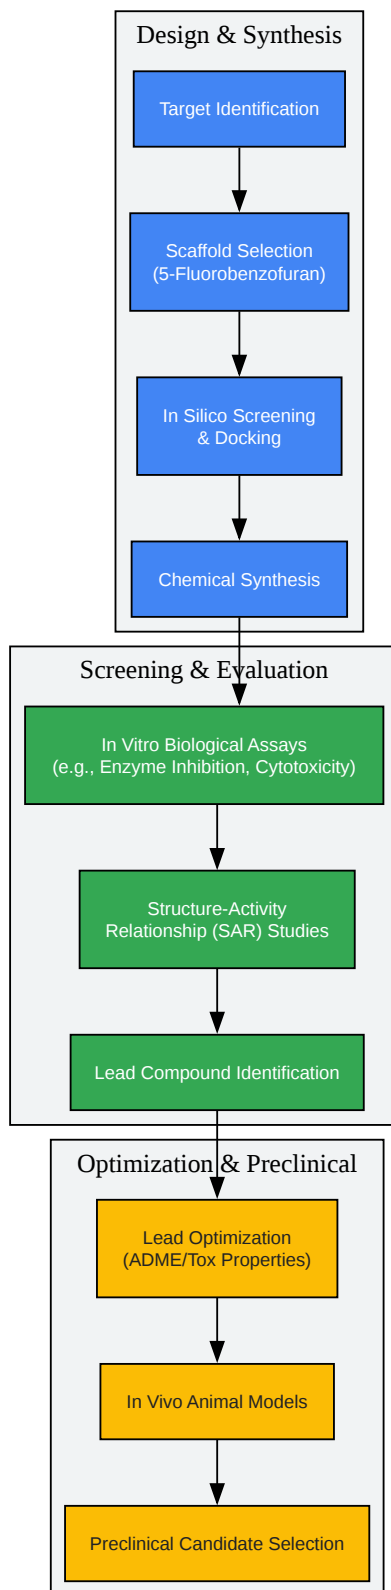 Design & Synthesis
Target Identification
Scaffold Selection
(5-Fluorobenzofuran)
In Silico Screening
& Docking
Chemical Synthesis
Screening & Evaluation
In Vitro Biological Assays
(e.g., Enzyme Inhibition, Cytotoxicity)
Structure-Activity
Relationship (SAR) Studies
Lead Compound Identification
Optimization & Preclinical
Lead Optimization
(ADME/Tox Properties)
In Vivo Animal Models
Preclinical Candidate Selection